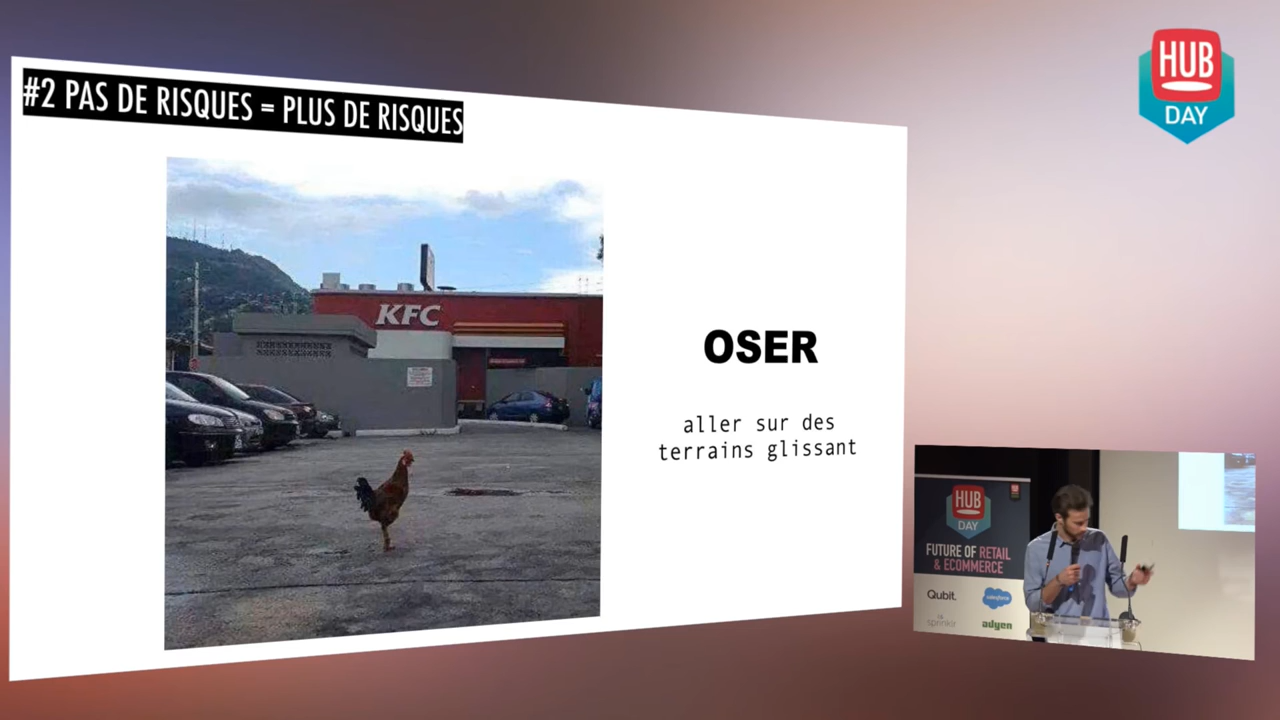 #2 PAS DE RISQUES = PLUS DE RISQUES
HUB
DAY
KFC
OSER
aller sur des
terrains glissant
HUB
DAY
FUTURE OF RETAIL
& ECOMMERCE
Qubit.
salesforce
sprinklr
adyen